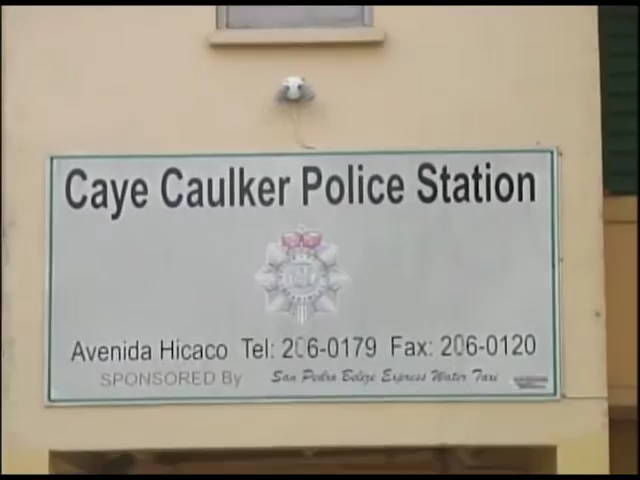 Caye Caulker Police Station
Avenida Hicaco Tel: 206-0179 Fax: 206-0120
SPONSORED By San Pedro Belize Express Water Taxi